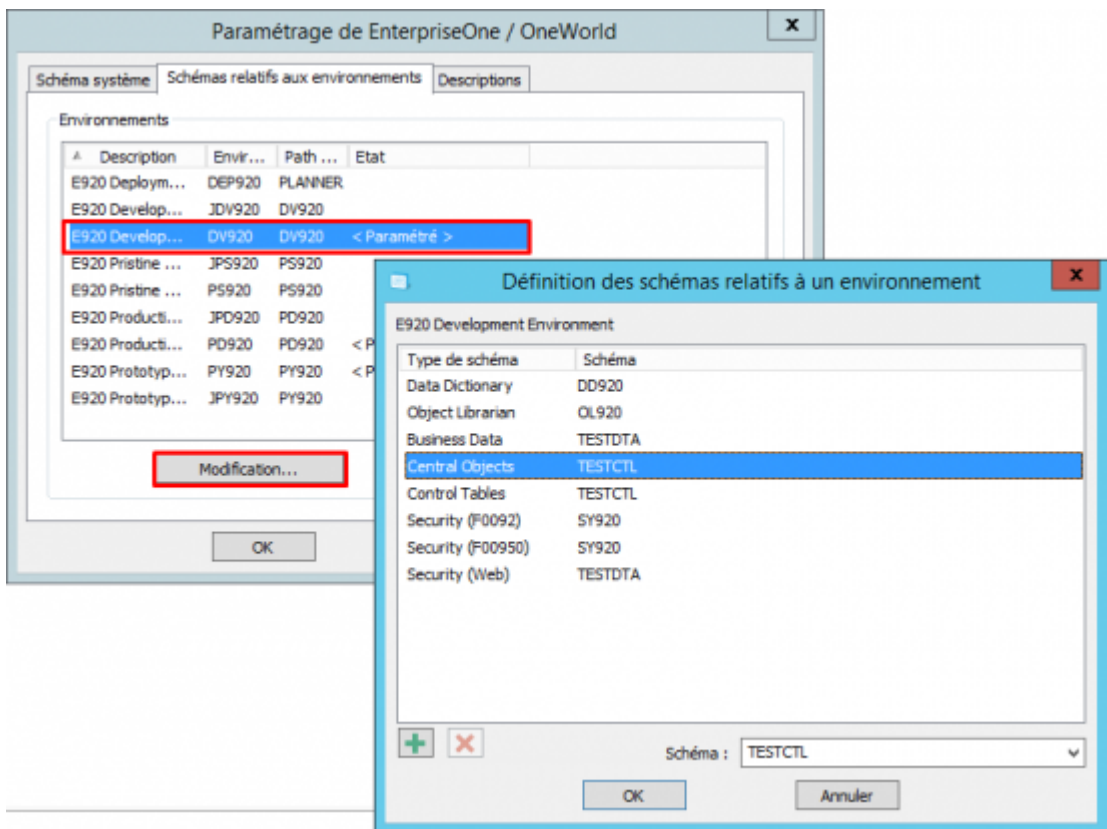 Paramétrage de EnterpriseOne / OneWorld
x
Schéma système Schémas relatifs aux environnements Descriptions
Environnements
Description Envir... Path ... Etat
E920 Deploym... DEP920 PLANNER
E920 Develop... JDV920 DV920
E920 Develop... DV920 DV920 < Paramétré >
E920 Pristine ... JPS920 PS920
E920 Pristine ... PS920 PS920
E920 Producti... JPD920 PD920
E920 Producti... PD920 PD920 < P
E920 Prototyp... PY920 PY920 < P
E920 Prototyp... JPY920 PY920
Modification...
OK
Définition des schémas relatifs à un environnement
x
E920 Development Environment
Type de schéma Schéma
Data Dictionary DD920
Object Librarian OL920
Business Data TESTDTA
Central Objects TESTCTL
Control Tables TESTCTL
Security (F0092) SY920
Security (F00950) SY920
Security (Web) TESTDTA
Schéma : TESTCTL
OK Annuler